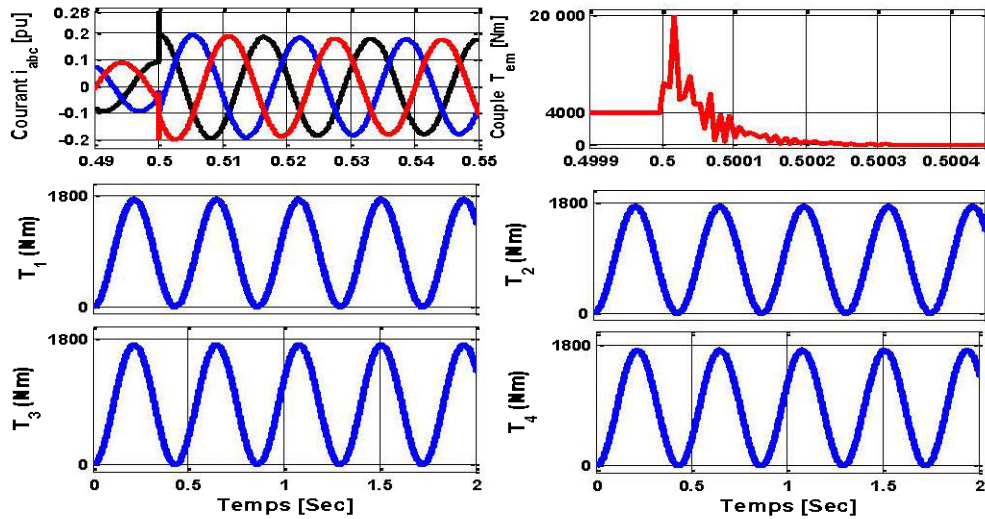 Courant i_abc [pu]
0.26
0.2
0.1
0
-0.1
-0.2
0.49 0.5 0.51 0.52 0.53 0.54 0.55
Couple T_em [Nm]
20 000
4000
0
0.4999 0.5 0.5001 0.5002 0.5003 0.5004
T_1 (Nm)
1800
0
T_2 (Nm)
1800
0
T_3 (Nm)
1800
0
0 0.5 1 1.5 2
Temps [Sec]
T_4 (Nm)
1800
0
0 0.5 1 1.5 2
Temps [Sec]